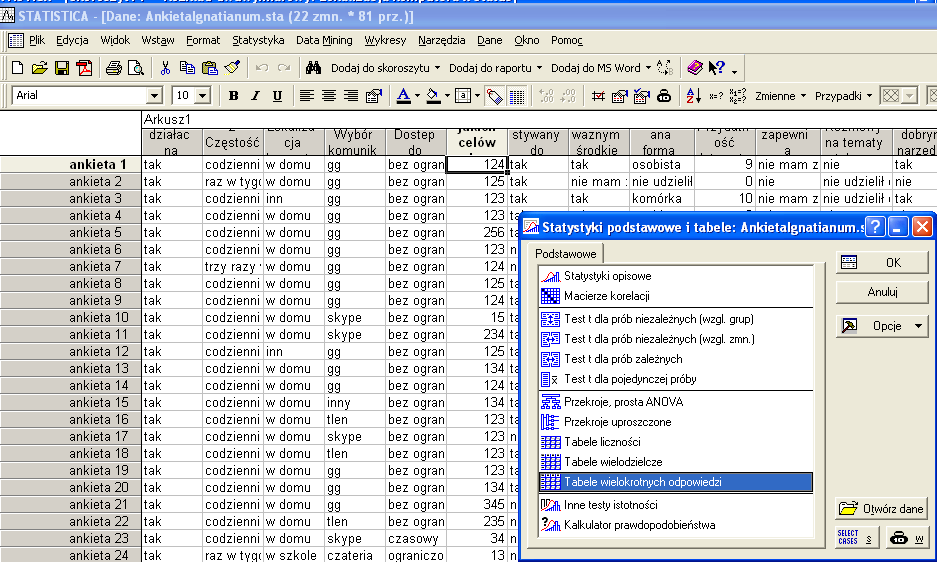 STATISTICA - [Dane: AnkietaIgnatianum.sta (22 zmn. * 81 prz.)]
Plik Edycja Widok Wstaw Format Statystyka Data Mining Wykresy Narzędzia Dane Okno Pomoc
Dodaj do skoroszytu Dodaj do raportu Dodaj do MS Word
Arial 10 B I U Zmienne Przypadki
Arkusz1
działac na Częstość cja Wybór komunik Dostep do celów stywany do waznym środkie ana forma ość zapewni a na tematy dobrym narzed
ankieta 1 tak codzienni w domu gg bez ogran 124 tak tak osobista 9 nie mam z tak tak
ankieta 2 tak raz w tygo w domu gg bez ogran 125 tak nie mam nie udzielił 0 nie nie udzielił nie
ankieta 3 tak codzienni inn gg bez ogran 123 tak tak komórka 10 nie mam z nie udzielił tak
ankieta 4 tak codzienni w domu gg bez ogran 123
ankieta 5 tak codzienni w domu gg bez ogran 256
ankieta 6 tak codzienni w domu gg bez ogran 123
ankieta 7 tak trzy razy w domu gg bez ogran 124
ankieta 8 tak codzienni w domu gg bez ogran 125
ankieta 9 tak codzienni w domu gg bez ogran 124
ankieta 10 tak codzienni w domu skype bez ogran 15
ankieta 11 tak codzienni w domu skype bez ogran 234
ankieta 12 tak codzienni inn gg bez ogran 125
ankieta 13 tak codzienni w domu gg bez ogran 134
ankieta 14 tak codzienni w domu gg bez ogran 124
ankieta 15 tak codzienni w domu inny bez ogran 134
ankieta 16 tak codzienni w domu tlen bez ogran 123
ankieta 17 tak codzienni w domu skype bez ogran 123
ankieta 18 tak codzienni w domu tlen bez ogran 123
ankieta 19 tak codzienni w domu gg bez ogran 123
ankieta 20 tak codzienni w domu gg bez ogran 134
ankieta 21 tak codzienni w domu gg bez ogran 345
ankieta 22 tak codzienni w domu tlen bez ogran 235
ankieta 23 tak codzienni w domu skype czasowy 34
ankieta 24 tak raz w tygo w szkole czateria ograniczo 13
Statystyki podstawowe i tabele: AnkietaIgnatianum.s
Podstawowe
Statystyki opisowe
Macierze korelacji
Test t dla prób niezależnych (wzgl. grup)
Test t dla prób niezależnych (wzgl. zmn.)
Test t dla prób zależnych
Test t dla pojedynczej próby
Przekroje, prosta ANOVA
Przekroje uproszczone
Tabele liczności
Tabele wielodzielcze
Tabele wielokrotnych odpowiedzi
Inne testy istotności
Kalkulator prawdopodobieństwa
OK
Anuluj
Opcje
Otwórz dane
SELECT CASES S W